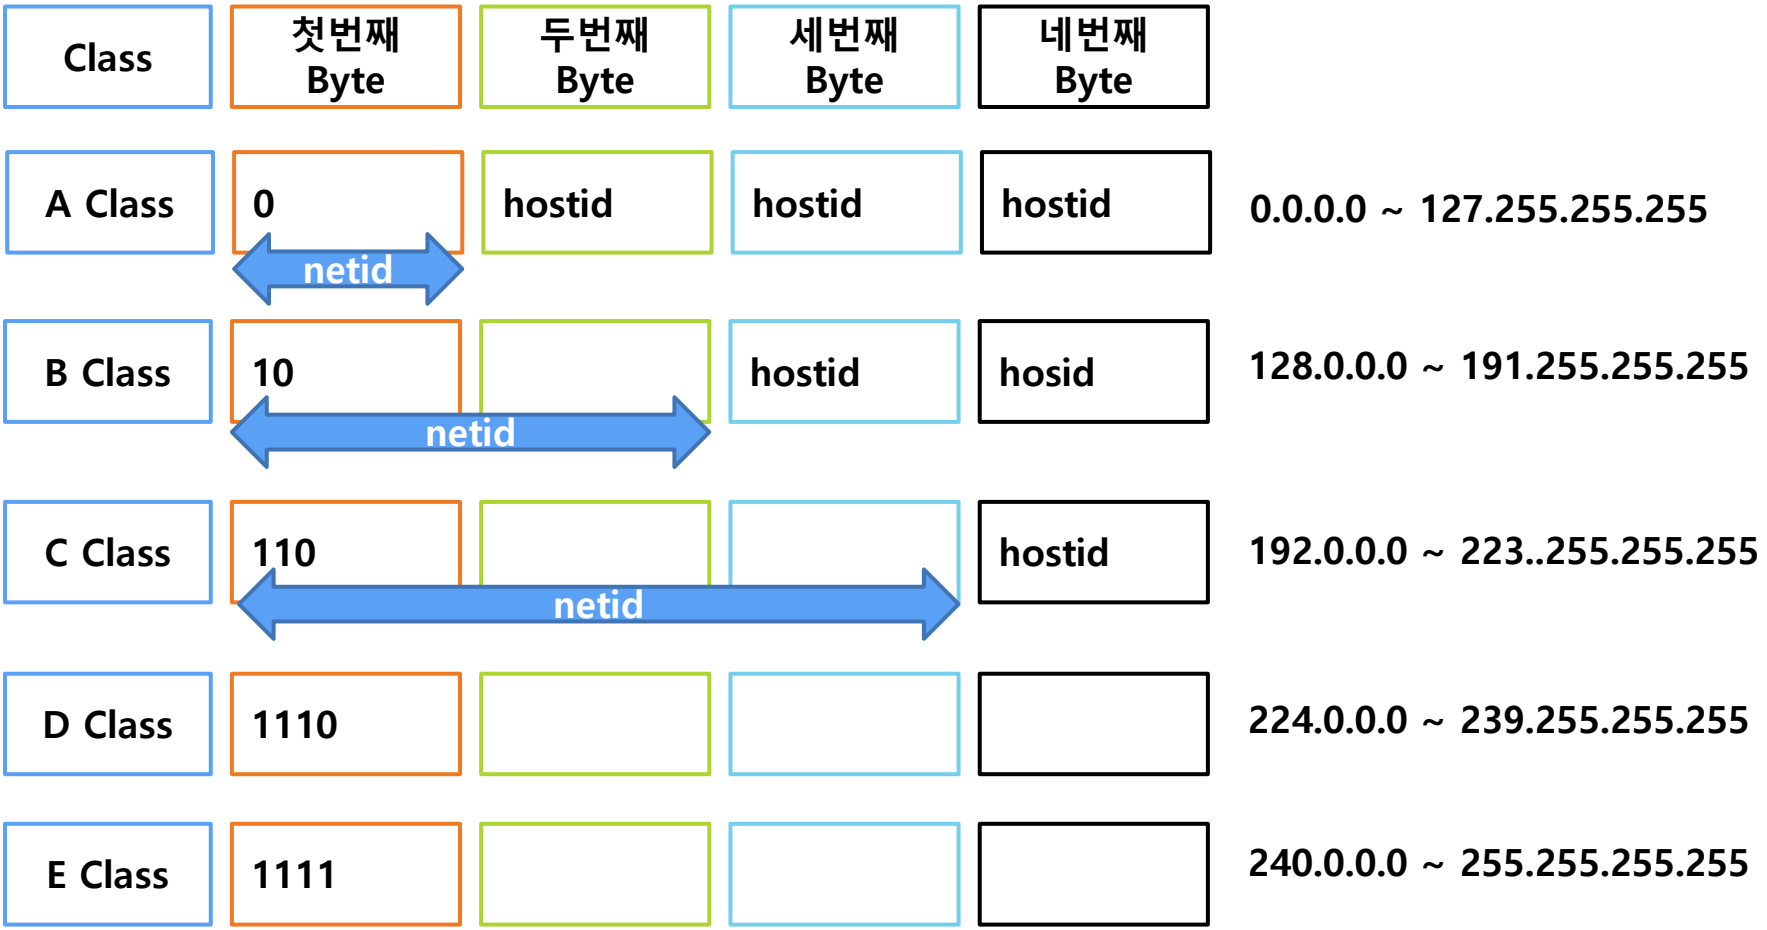 Class
첫번째
Byte
두번째
Byte
세번째
Byte
네번째
Byte
A Class
0
hostid
hostid
hostid
0.0.0.0 ~ 127.255.255.255
netid
B Class
10
hostid
hosid
128.0.0.0 ~ 191.255.255.255
netid
C Class
110
hostid
192.0.0.0 ~ 223..255.255.255
netid
D Class
1110
224.0.0.0 ~ 239.255.255.255
E Class
1111
240.0.0.0 ~ 255.255.255.255